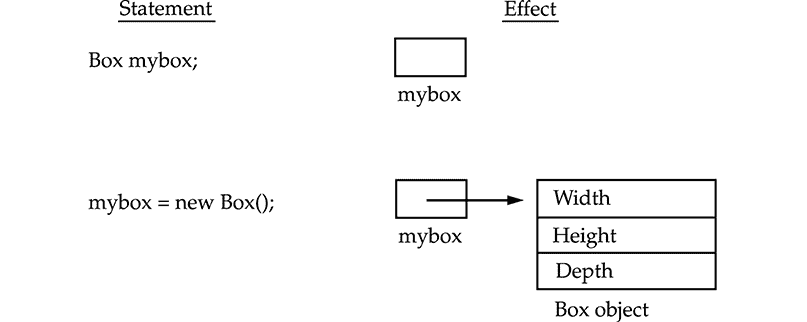 Statement Effect
Box mybox;
mybox
mybox = new Box();
mybox
Width
Height
Depth
Box object